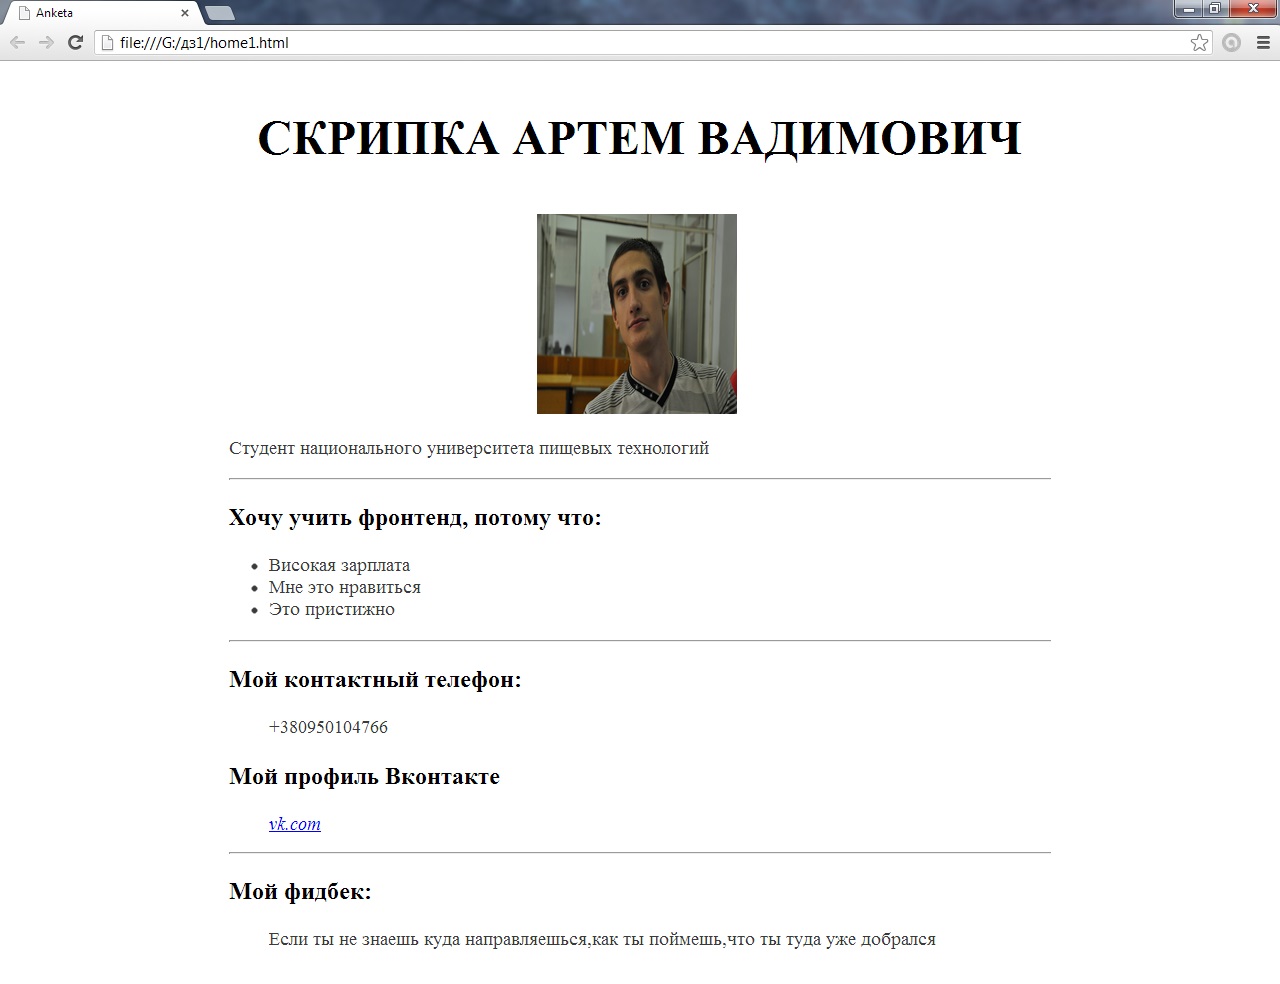 Anketa
file:///G:/дз1/home1.html
СКРИПКА АРТЕМ ВАДИМОВИЧ
Студент национального университета пищевых технологий
Хочу учить фронтенд, потому что:
Високая зарплата
Мне это нравиться
Это пристижно
Мой контактный телефон:
+380950104766
Мой профиль Вконтакте
vk.com
Мой фидбек:
Если ты не знаешь куда направляешься,как ты поймешь,что ты туда уже добрался